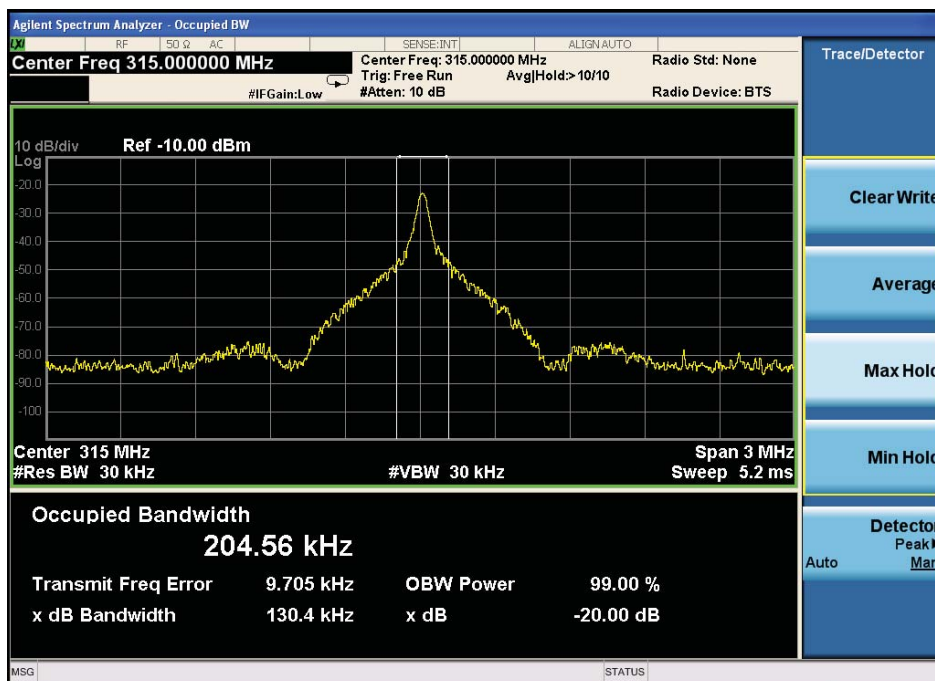 Agilent Spectrum Analyzer - Occupied BW
LXI RF 50 Ω AC SENSE:INT ALIGN AUTO
Center Freq 315.000000 MHz
#IFGain:Low
Center Freq: 315.000000 MHz
Trig: Free Run Avg|Hold:> 10/10
#Atten: 10 dB
Radio Std: None
Radio Device: BTS
10 dB/div Ref -10.00 dBm
Log
-20.0
-30.0
-40.0
-50.0
-60.0
-70.0
-80.0
-90.0
-100
Center 315 MHz Span 3 MHz
#Res BW 30 kHz #VBW 30 kHz Sweep 5.2 ms
Occupied Bandwidth
204.56 kHz
Transmit Freq Error 9.705 kHz OBW Power 99.00 %
x dB Bandwidth 130.4 kHz x dB -20.00 dB
MSG STATUS
Trace/Detector
Clear Write
Average
Max Hold
Min Hold
Detector
Peak
Auto Man